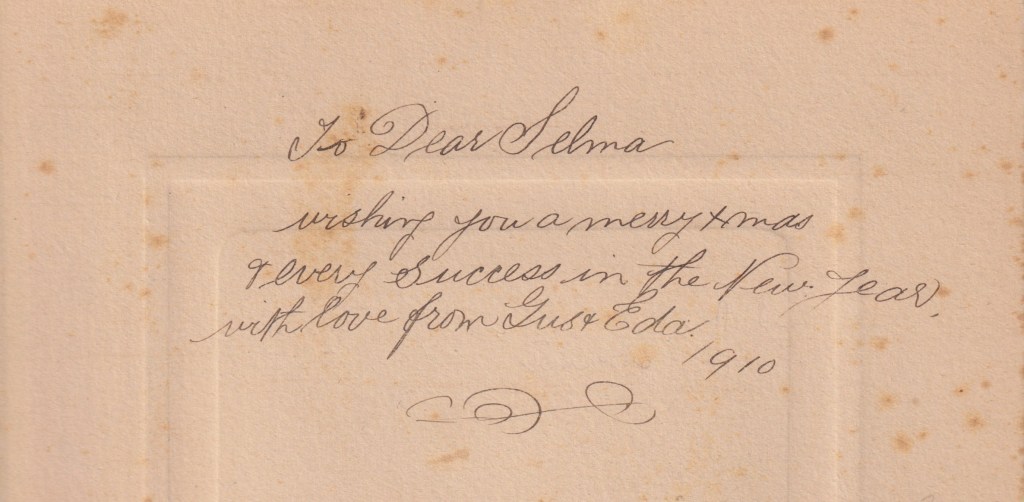 To Dear Selma
wishing you a merry xmas
& every success in the New Year,
with love from Gus & Eda.
1910